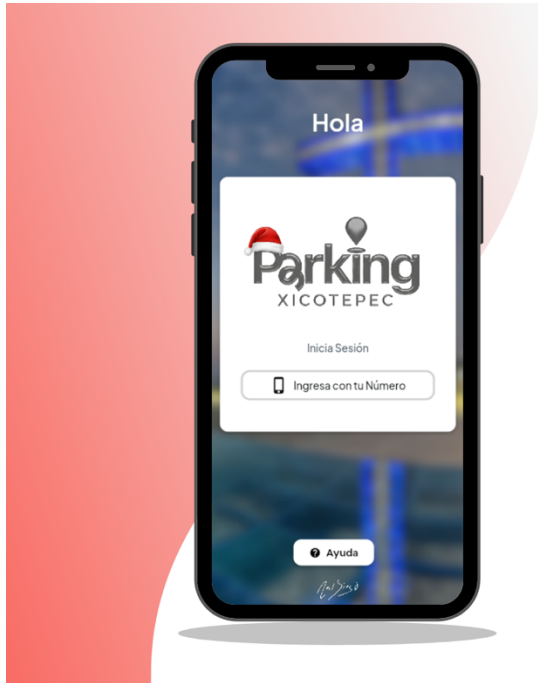 Hola
Parking
XICOTEPEC
Inicia Sesión
Ingresa con tu Número
Ayuda